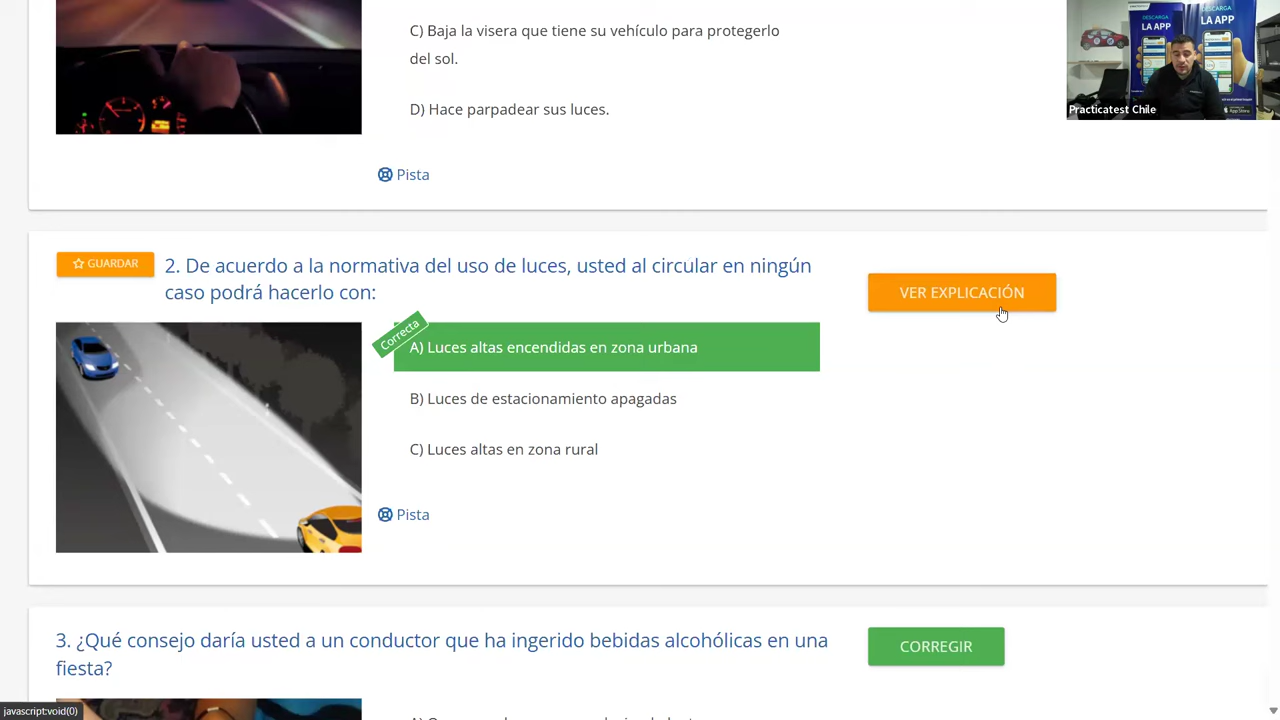 C) Baja la visera que tiene su vehículo para protegerlo
del sol.
D) Hace parpadear sus luces.
Pista
DESCARGA
LA APP
DESCARGA
LA APP
Practicatest Chile
GUARDAR
2. De acuerdo a la normativa del uso de luces, usted al circular en ningún
caso podrá hacerlo con:
VER EXPLICACIÓN
Correcta
A) Luces altas encendidas en zona urbana
B) Luces de estacionamiento apagadas
C) Luces altas en zona rural
Pista
3. ¿Qué consejo daría usted a un conductor que ha ingerido bebidas alcohólicas en una
fiesta?
CORREGIR
javascript:void(0)